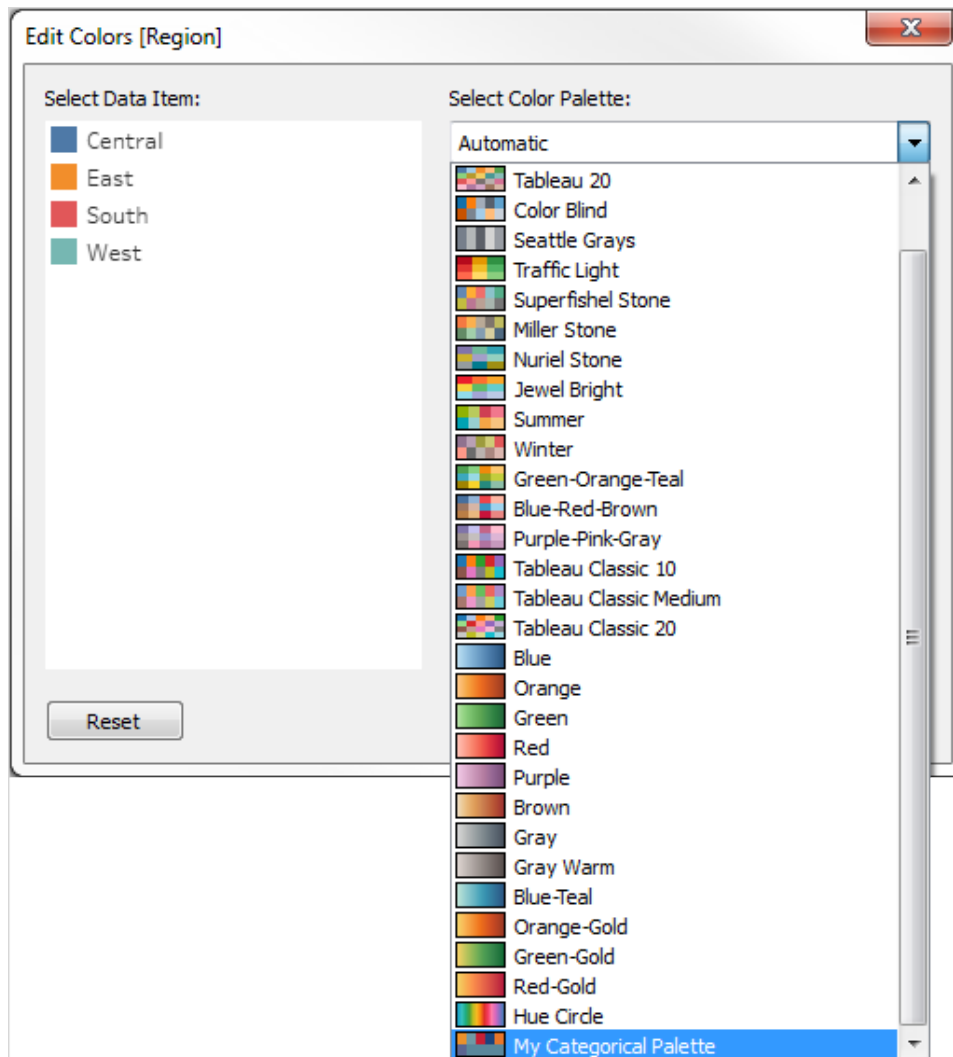 Edit Colors [Region]
Select Data Item:
Central
East
South
West
Reset
Select Color Palette:
Automatic
Tableau 20
Color Blind
Seattle Grays
Traffic Light
Superfishel Stone
Miller Stone
Nuriel Stone
Jewel Bright
Summer
Winter
Green-Orange-Teal
Blue-Red-Brown
Purple-Pink-Gray
Tableau Classic 10
Tableau Classic Medium
Tableau Classic 20
Blue
Orange
Green
Red
Purple
Brown
Gray
Gray Warm
Blue-Teal
Orange-Gold
Green-Gold
Red-Gold
Hue Circle
My Categorical Palette